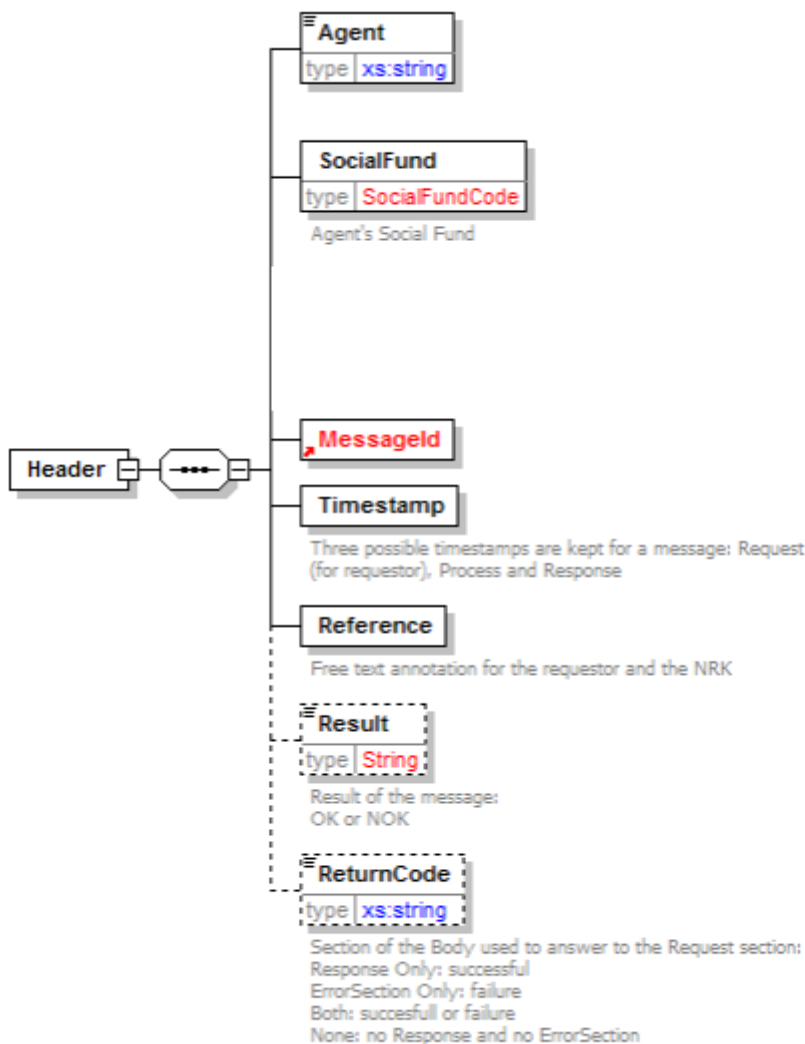 Agent
type xs:string
SocialFund
type SocialFundCode
Agent's Social Fund
MessageId
Header
Timestamp
Three possible timestamps are kept for a message: Request
(for requestor), Process and Response
Reference
Free text annotation for the requestor and the NRK
Result
type String
Result of the message:
OK or NOK
ReturnCode
type xs:string
Section of the Body used to answer to the Request section:
Response Only: successful
ErrorSection Only: failure
Both: succesfull or failure
None: no Response and no ErrorSection